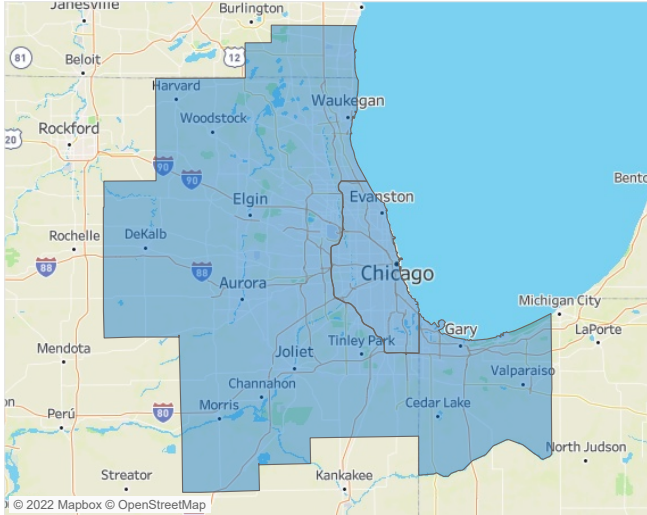 Janesville
Burlington
81
12
Beloit
Harvard
Waukegan
Woodstock
Rockford
20
90
90
Bento
Elgin
Evanston
Rochelle
DeKalb
88
88
Chicago
Aurora
Michigan City
Gary
LaPorte
Mendota
Tinley Park
Joliet
Valparaiso
Channahon
on
80
Morris
Cedar Lake
Perú
North Judson
Streator
Kankakee
© 2022 Mapbox © OpenStreetMap